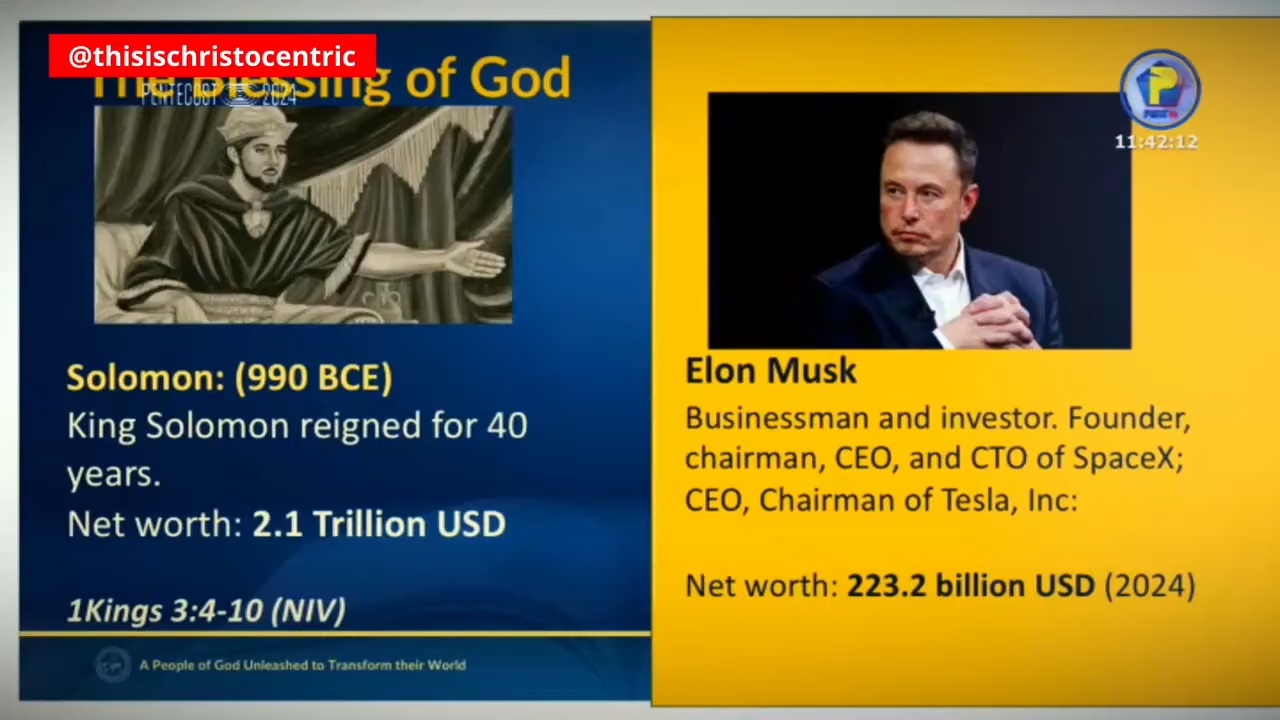 @thisischristocentric
The Blessing of God
PENTECOST 2024
Solomon: (990 BCE)
King Solomon reigned for 40
years.
Net worth: 2.1 Trillion USD
1Kings 3:4-10 (NIV)
A People of God Unleashed to Transform their World
11:42:12
Elon Musk
Businessman and investor. Founder,
chairman, CEO, and CTO of SpaceX;
CEO, Chairman of Tesla, Inc:
Net worth: 223.2 billion USD (2024)